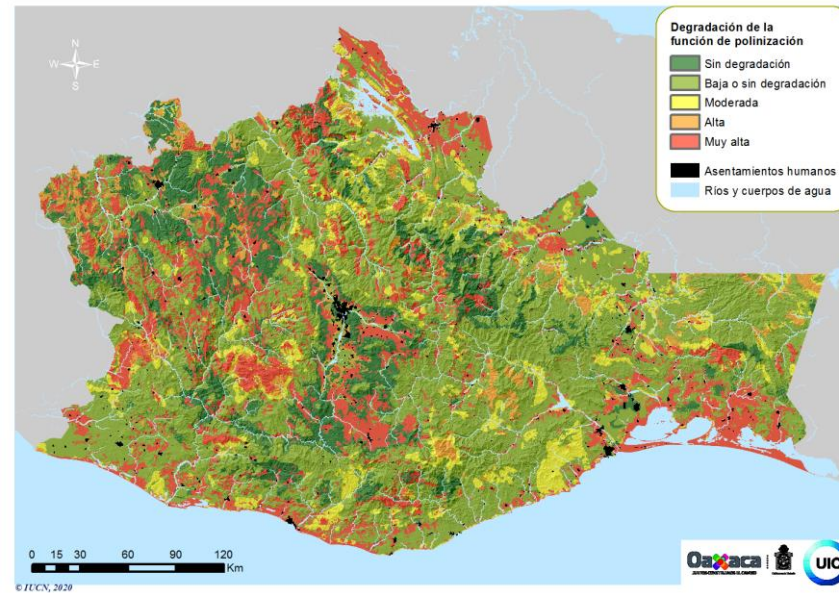 Degradación de la
función de polinización
Sin degradación
Baja o sin degradación
Moderada
Alta
Muy alta
Asentamientos humanos
Ríos y cuerpos de agua
N
W E
S
0 15 30 60 90 120
Km
Oaxaca
© IUCN, 2020